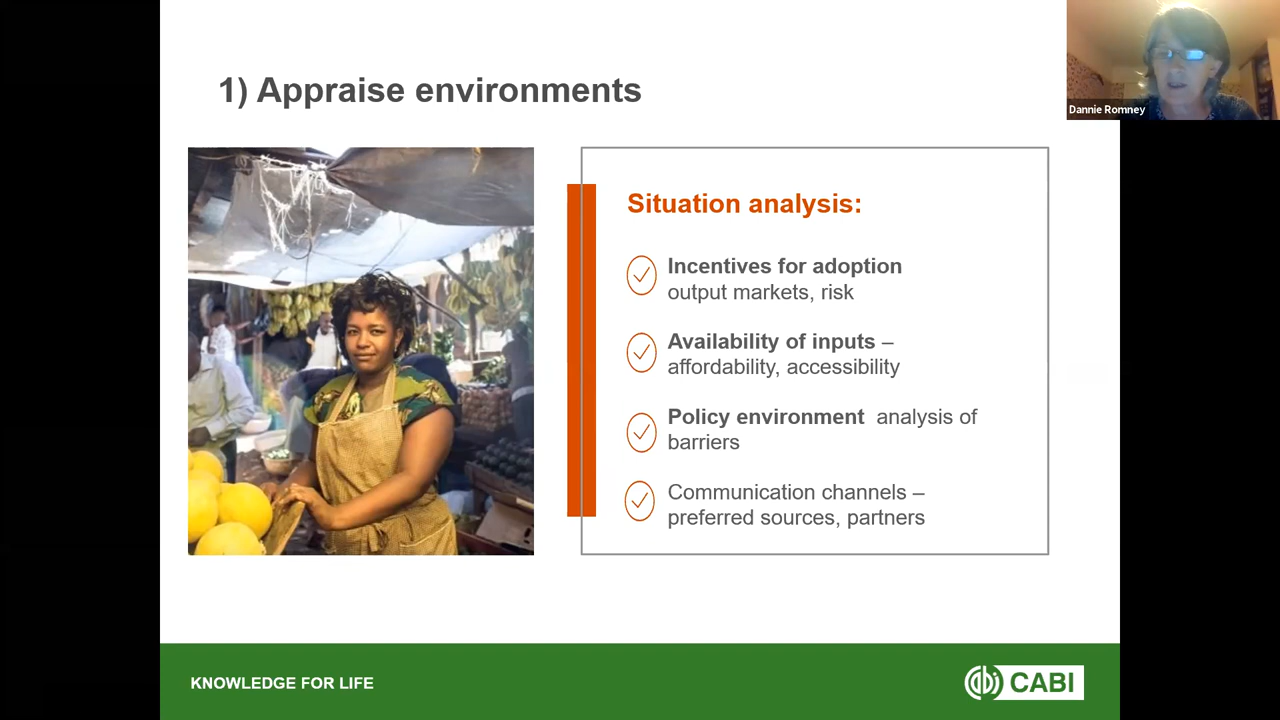 1) Appraise environments
Dannie Romney
Situation analysis:
Incentives for adoption
output markets, risk
Availability of inputs –
affordability, accessibility
Policy environment analysis of
barriers
Communication channels –
preferred sources, partners
KNOWLEDGE FOR LIFE
CABI